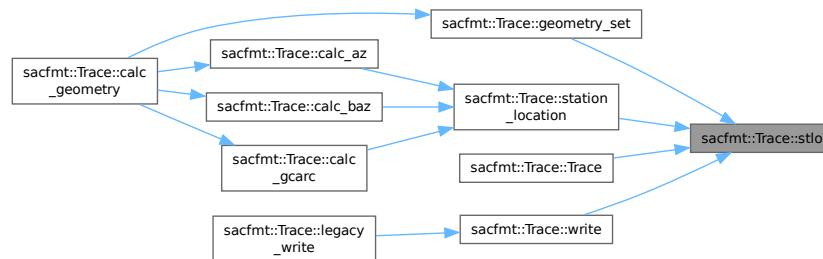 sacfmt::Trace::geometry_set
sacfmt::Trace::calc_az
sacfmt::Trace::calc
_geometry
sacfmt::Trace::station
_location
sacfmt::Trace::calc_baz
sacfmt::Trace::stlo
sacfmt::Trace::calc
_gcarc
sacfmt::Trace::Trace
sacfmt::Trace::legacy
_write
sacfmt::Trace::write